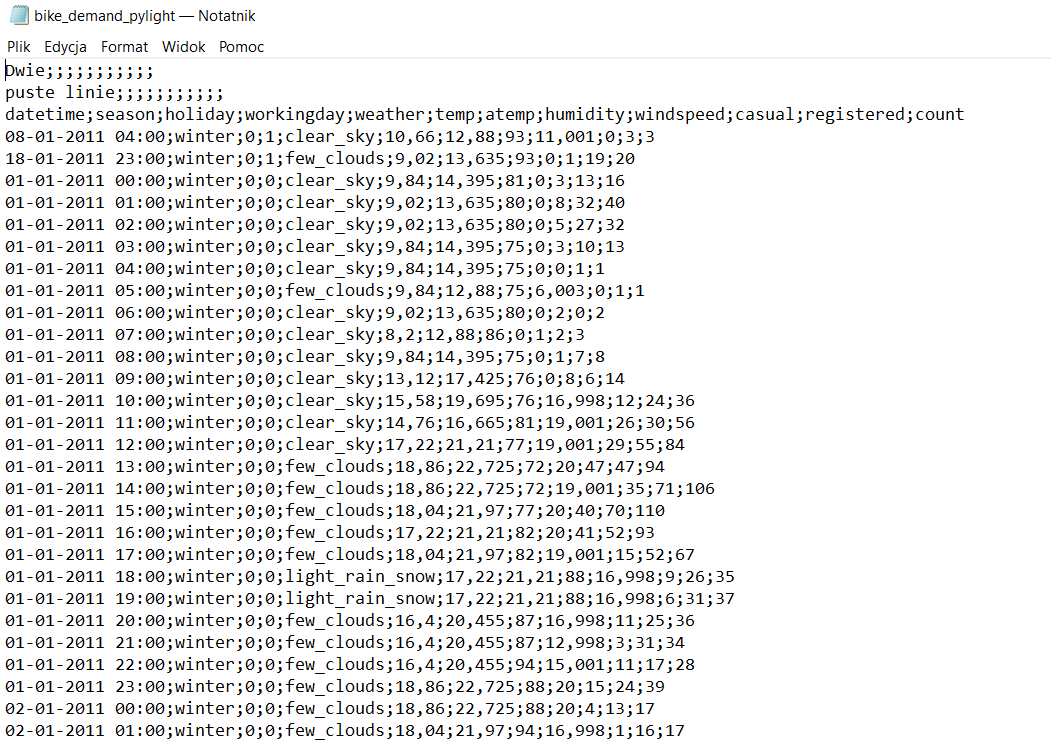 bike_demand_pylight — Notatnik
Plik Edycja Format Widok Pomoc
Dwie;;;;;;;;;;;
puste linie;;;;;;;;;;;
datetime;season;holiday;workingday;weather;temp;atemp;humidity;windspeed;casual;registered;count
08-01-2011 04:00;winter;0;1;clear_sky;10,66;12,88;93;11,001;0;3;3
18-01-2011 23:00;winter;0;1;few_clouds;9,02;13,635;93;0;1;19;20
01-01-2011 00:00;winter;0;0;clear_sky;9,84;14,395;81;0;3;13;16
01-01-2011 01:00;winter;0;0;clear_sky;9,02;13,635;80;0;8;32;40
01-01-2011 02:00;winter;0;0;clear_sky;9,02;13,635;80;0;5;27;32
01-01-2011 03:00;winter;0;0;clear_sky;9,84;14,395;75;0;3;10;13
01-01-2011 04:00;winter;0;0;clear_sky;9,84;14,395;75;0;0;1;1
01-01-2011 05:00;winter;0;0;few_clouds;9,84;12,88;75;6,003;0;1;1
01-01-2011 06:00;winter;0;0;clear_sky;9,02;13,635;80;0;2;0;2
01-01-2011 07:00;winter;0;0;clear_sky;8,2;12,88;86;0;1;2;3
01-01-2011 08:00;winter;0;0;clear_sky;9,84;14,395;75;0;1;7;8
01-01-2011 09:00;winter;0;0;clear_sky;13,12;17,425;76;0;8;6;14
01-01-2011 10:00;winter;0;0;clear_sky;15,58;19,695;76;16,998;12;24;36
01-01-2011 11:00;winter;0;0;clear_sky;14,76;16,665;81;19,001;26;30;56
01-01-2011 12:00;winter;0;0;clear_sky;17,22;21,21;77;19,001;29;55;84
01-01-2011 13:00;winter;0;0;few_clouds;18,86;22,725;72;20;47;47;94
01-01-2011 14:00;winter;0;0;few_clouds;18,86;22,725;72;19,001;35;71;106
01-01-2011 15:00;winter;0;0;few_clouds;18,04;21,97;77;20;40;70;110
01-01-2011 16:00;winter;0;0;few_clouds;17,22;21,21;82;20;41;52;93
01-01-2011 17:00;winter;0;0;few_clouds;18,04;21,97;82;19,001;15;52;67
01-01-2011 18:00;winter;0;0;light_rain_snow;17,22;21,21;88;16,998;9;26;35
01-01-2011 19:00;winter;0;0;light_rain_snow;17,22;21,21;88;16,998;6;31;37
01-01-2011 20:00;winter;0;0;few_clouds;16,4;20,455;87;16,998;11;25;36
01-01-2011 21:00;winter;0;0;few_clouds;16,4;20,455;87;12,998;3;31;34
01-01-2011 22:00;winter;0;0;few_clouds;16,4;20,455;94;15,001;11;17;28
01-01-2011 23:00;winter;0;0;few_clouds;18,86;22,725;88;20;15;24;39
02-01-2011 00:00;winter;0;0;few_clouds;18,86;22,725;88;20;4;13;17
02-01-2011 01:00;winter;0;0;few_clouds;18,04;21,97;94;16,998;1;16;17